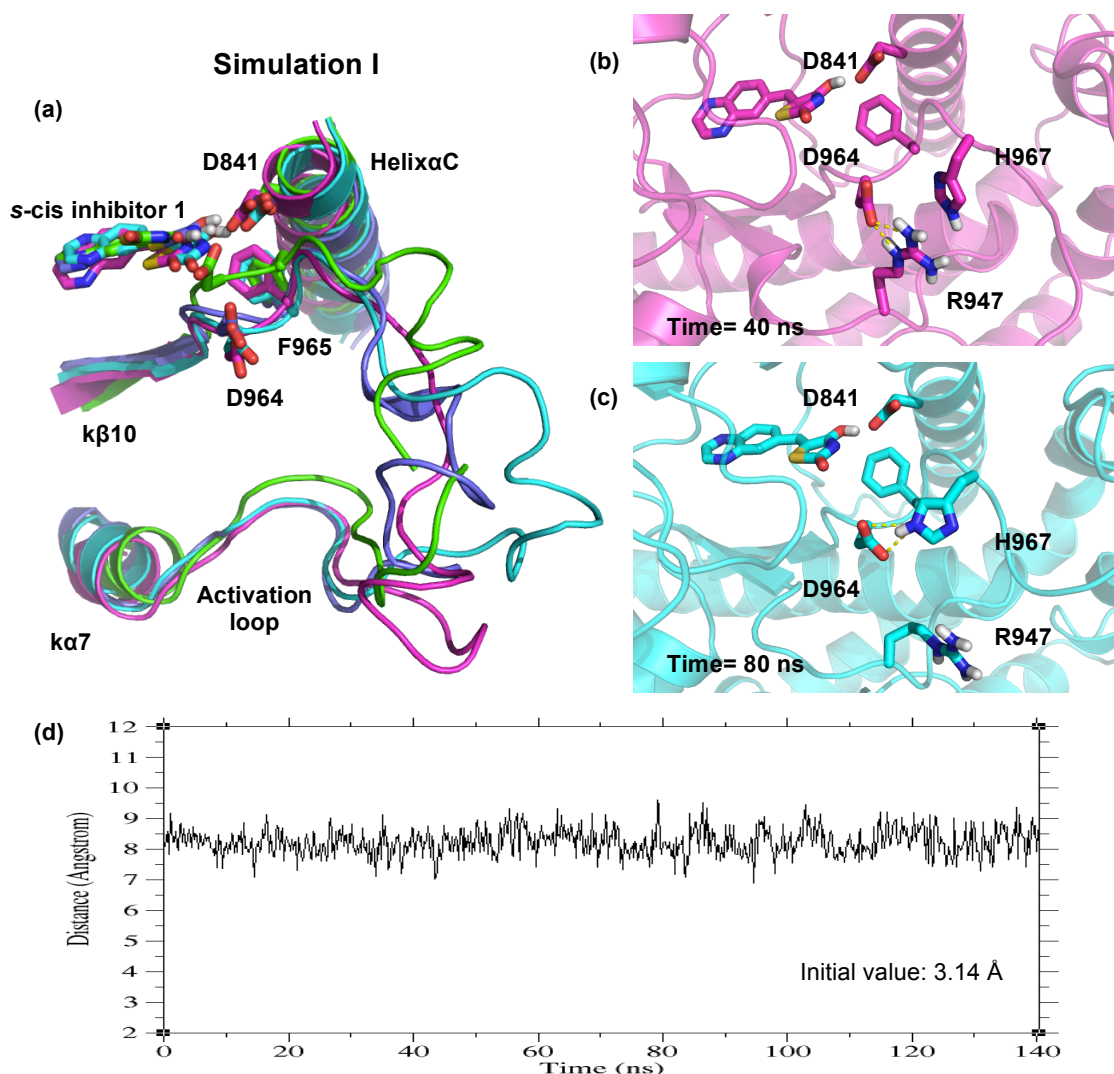 Simulation I
(a)
D841
HelixαC
s-cis inhibitor 1
F965
D964
kβ10
Activation
loop
kα7
(b)
D841
D964
H967
R947
Time= 40 ns
(c)
D841
H967
D964
R947
Time= 80 ns
(d)
12
11
10
9
8
7
6
5
4
3
2
Distance (Angstrom)
Initial value: 3.14 Å
0
20
40
60
80
100
120
140
Time (ns)